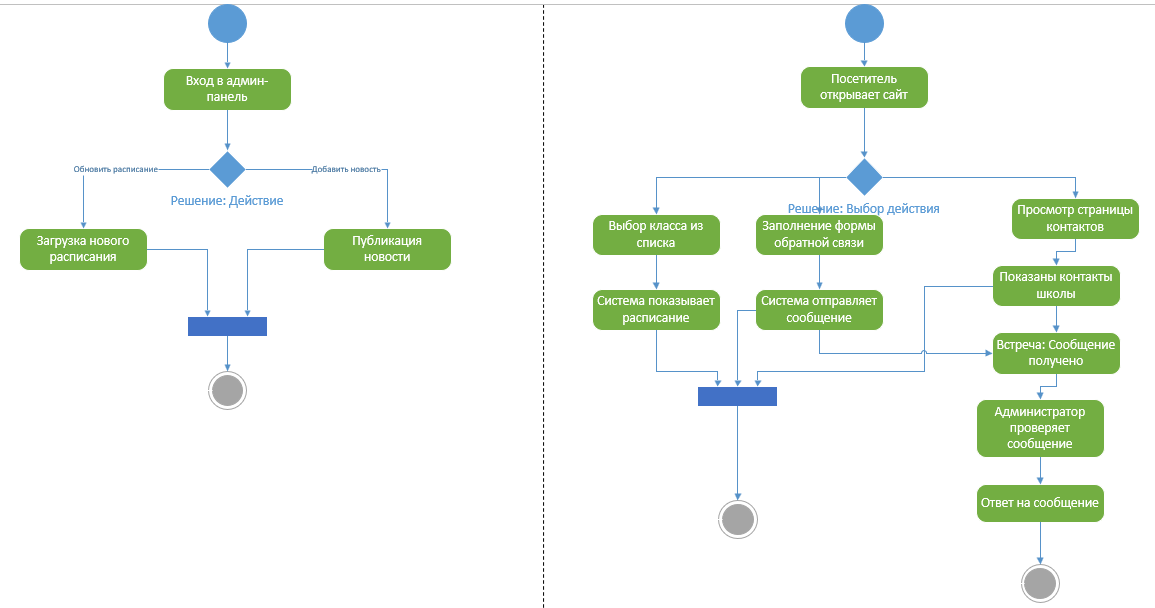 Вход в админ-
панель
Обновить расписание
Добавить новость
Решение: Действие
Загрузка нового
расписания
Публикация
новости
Посетитель
открывает сайт
Решение: Выбор действия
Выбор класса из
списка
Заполнение формы
обратной связи
Просмотр страницы
контактов
Система показывает
расписание
Система отправляет
сообщение
Показаны контакты
школы
Встреча: Сообщение
получено
Администратор
проверяет
сообщение
Ответ на сообщение